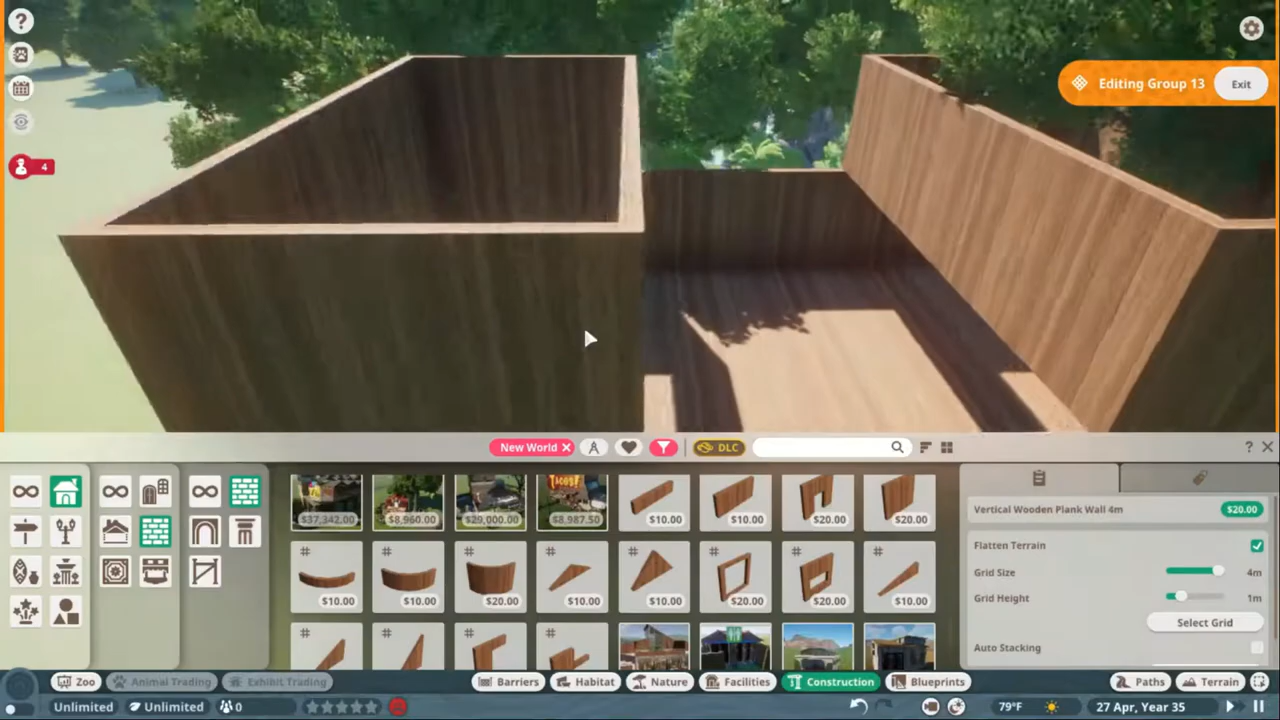 ?
Editing Group 13
Exit
4
New World ×
DLC
? ×
$37,342.00
$8,960.00
$29,000.00
$8,987.50
$10.00
$10.00
$20.00
$20.00
# $10.00
# $10.00
# $20.00
# $10.00
# $10.00
# $20.00
# $20.00
# $10.00
#
#
#
#
Vertical Wooden Plank Wall 4m
$20.00
Flatten Terrain
Grid Size
4m
Grid Height
1m
Select Grid
Auto Stacking
Zoo
Animal Trading
Exhibit Trading
Barriers
Habitat
Nature
Facilities
Construction
Blueprints
Paths
Terrain
Unlimited
Unlimited
0
79°F
27 Apr, Year 35